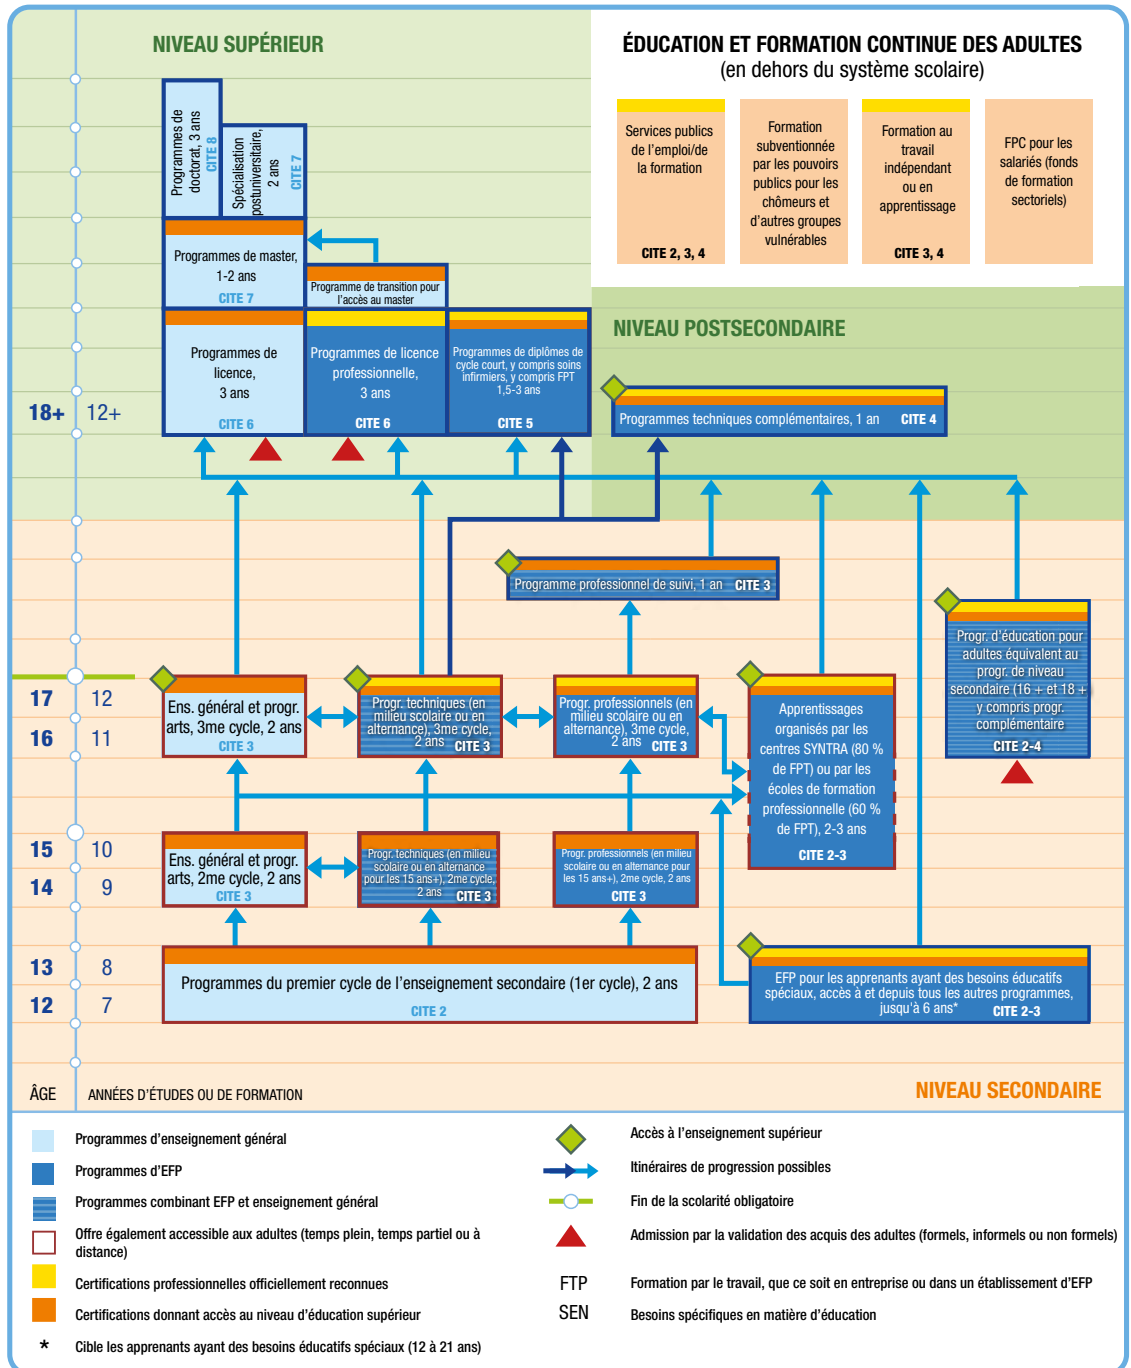 NIVEAU SUPÉRIEUR
ÉDUCATION ET FORMATION CONTINUE DES ADULTES
(en dehors du système scolaire)
Services publics
de l'emploi/de
la formation
CITE 2, 3, 4
Formation
subventionnée
par les pouvoirs
publics pour les
chômeurs et
d'autres groupes
vulnérables
Formation au
travail
indépendant
ou en
apprentissage
CITE 3, 4
FPC pour les
salariés (fonds
de formation
sectoriels)
Programmes de
doctorat, 3 ans
CITE 8
Spécialisation
postuniversitaire,
2 ans
CITE 7
Programmes de master,
1-2 ans
CITE 7
Programme de transition pour
l'accès au master
NIVEAU POSTSECONDAIRE
Programmes de
licence,
3 ans
CITE 6
Programmes de licence
professionnelle,
3 ans
CITE 6
Programmes de diplômes de
cycle court, y compris soins
infirmiers, y compris FPT
1,5-3 ans
CITE 5
Programmes techniques complémentaires, 1 an CITE 4
18+ 12+
Programme professionnel de suivi, 1 an CITE 3
Progr. d'éducation pour
adultes équivalent au
progr. de niveau
secondaire (16 + et 18 +
y compris progr.
complémentaire
CITE 2-4
17 12
16 11
Ens. général et progr.
arts, 3me cycle, 2 ans
CITE 3
Progr. techniques (en
milieu scolaire ou en
alternance), 3me cycle,
2 ans CITE 3
Progr. professionnels (en
milieu scolaire ou en
alternance), 3me cycle,
2 ans CITE 3
Apprentissages
organisés par les
centres SYNTRA (80 %
de FPT) ou par les
écoles de formation
professionnelle (60 %
de FPT), 2-3 ans
CITE 2-3
15 10
14 9
Ens. général et progr.
arts, 2me cycle, 2 ans
CITE 3
Progr. techniques (en milieu
scolaire ou en alternance
pour les 15 ans+), 2me cycle,
2 ans CITE 3
Progr. professionnels (en milieu
scolaire ou en alternance pour
les 15 ans+), 2me cycle, 2 ans
CITE 3
13 8
12 7
Programmes du premier cycle de l'enseignement secondaire (1er cycle), 2 ans
CITE 2
EFP pour les apprenants ayant des besoins éducatifs
spéciaux, accès à et depuis tous les autres programmes,
jusqu'à 6 ans* CITE 2-3
ÂGE ANNÉES D'ÉTUDES OU DE FORMATION
NIVEAU SECONDAIRE
Programmes d'enseignement général
Programmes d'EFP
Programmes combinant EFP et enseignement général
Offre également accessible aux adultes (temps plein, temps partiel ou à
distance)
Certifications professionnelles officiellement reconnues
Certifications donnant accès au niveau d'éducation supérieur
* Cible les apprenants ayant des besoins éducatifs spéciaux (12 à 21 ans)
Accès à l'enseignement supérieur
Itinéraires de progression possibles
Fin de la scolarité obligatoire
Admission par la validation des acquis des adultes (formels, informels ou non formels)
FTP Formation par le travail, que ce soit en entreprise ou dans un établissement d'EFP
SEN Besoins spécifiques en matière d'éducation